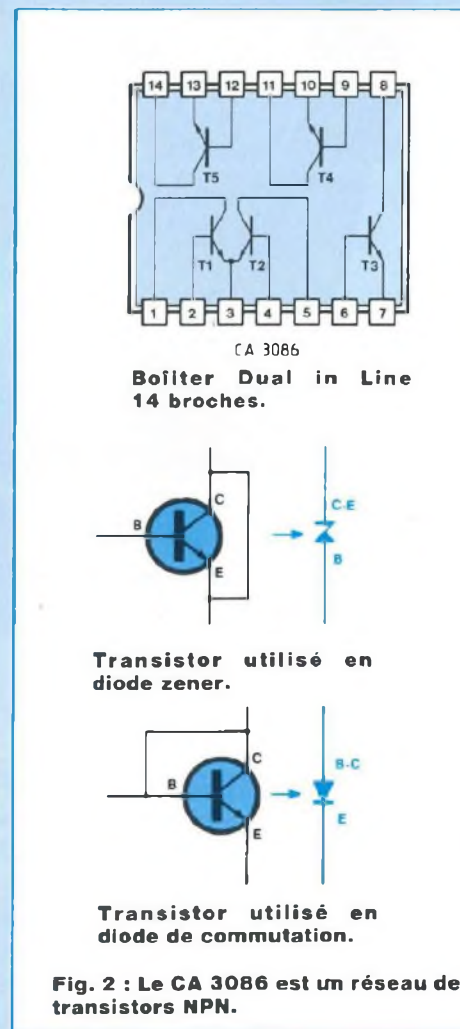 14 13 12 11 10 9 8
T5 T4
T1 T2 T3
1 2 3 4 5 6 7
CA 3086
Boîiter Dual in Line
14 broches.
B C E
C-E
B
Transistor utilisé en
diode zener.
B C E
B-C
E
Transistor utilisé en
diode de commutation.
Fig. 2 : Le CA 3086 est un réseau de
transistors NPN.